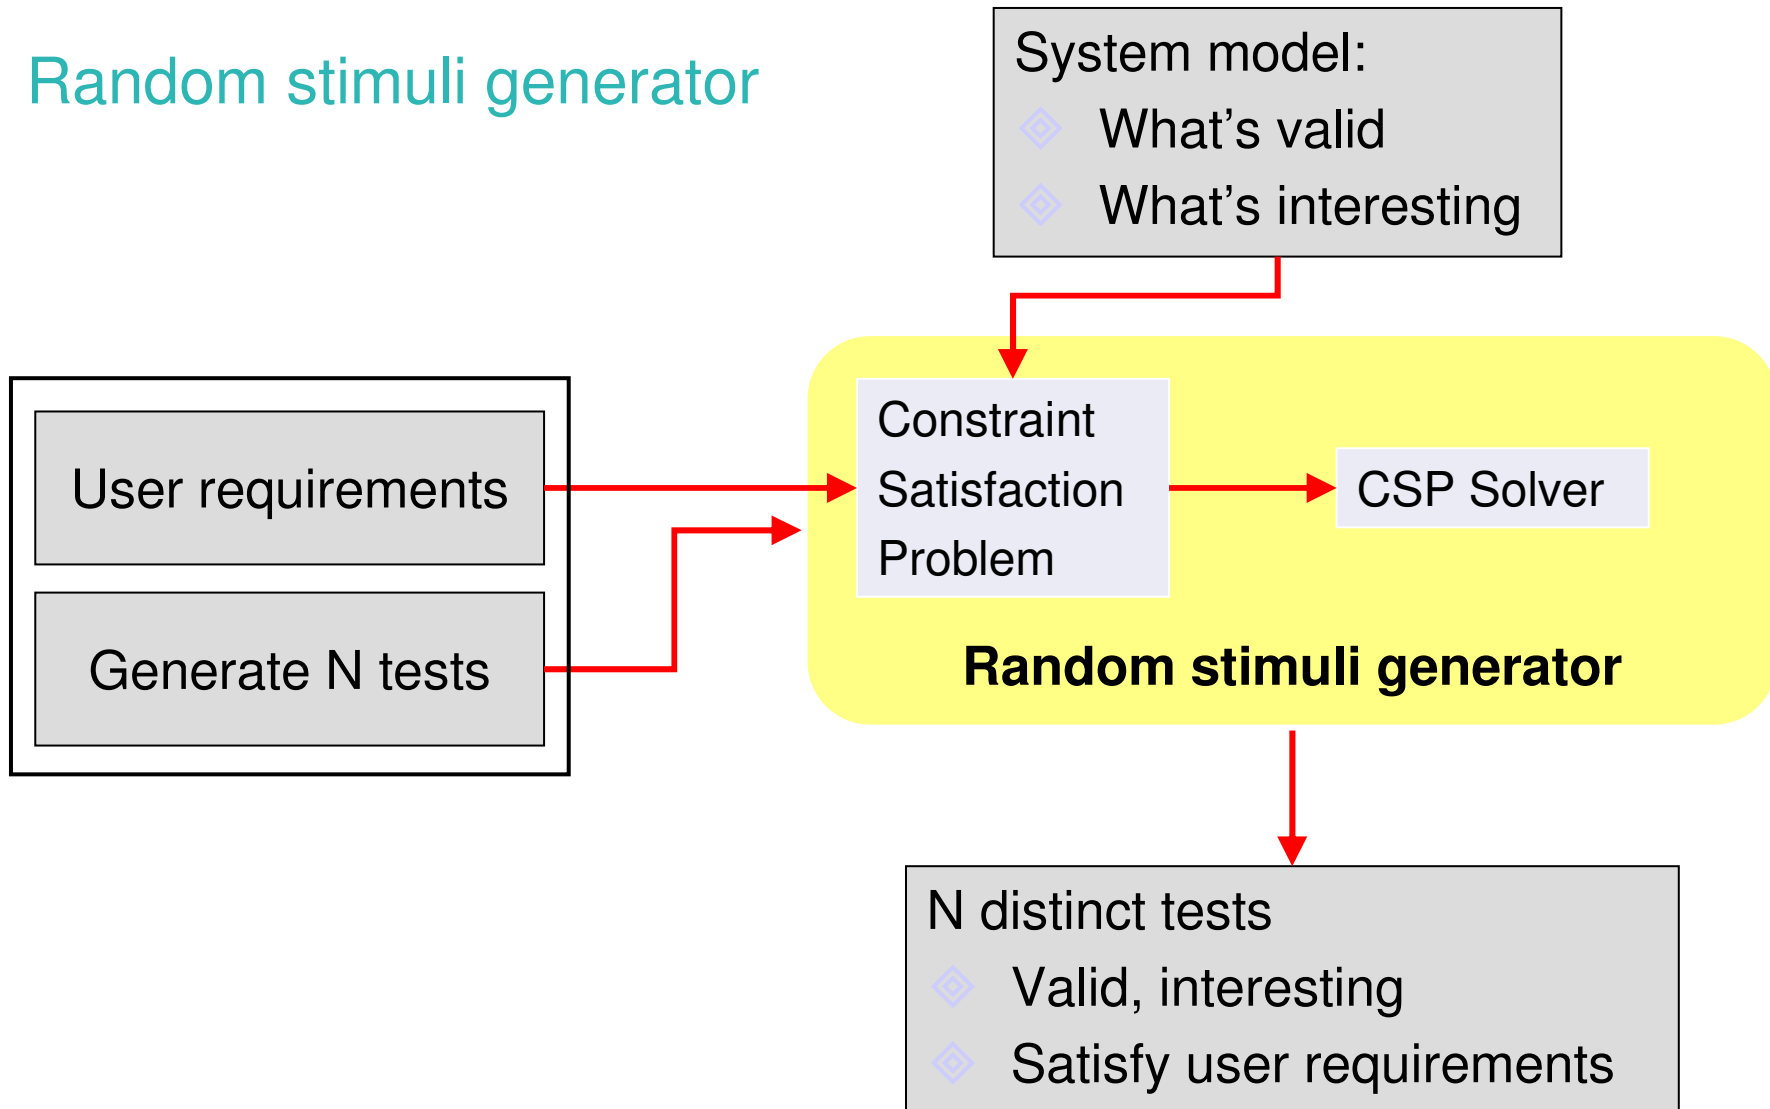 Random stimuli generator
System model:
What's valid
What's interesting
User requirements
Generate N tests
Constraint
Satisfaction
Problem
CSP Solver
Random stimuli generator
N distinct tests
Valid, interesting
Satisfy user requirements